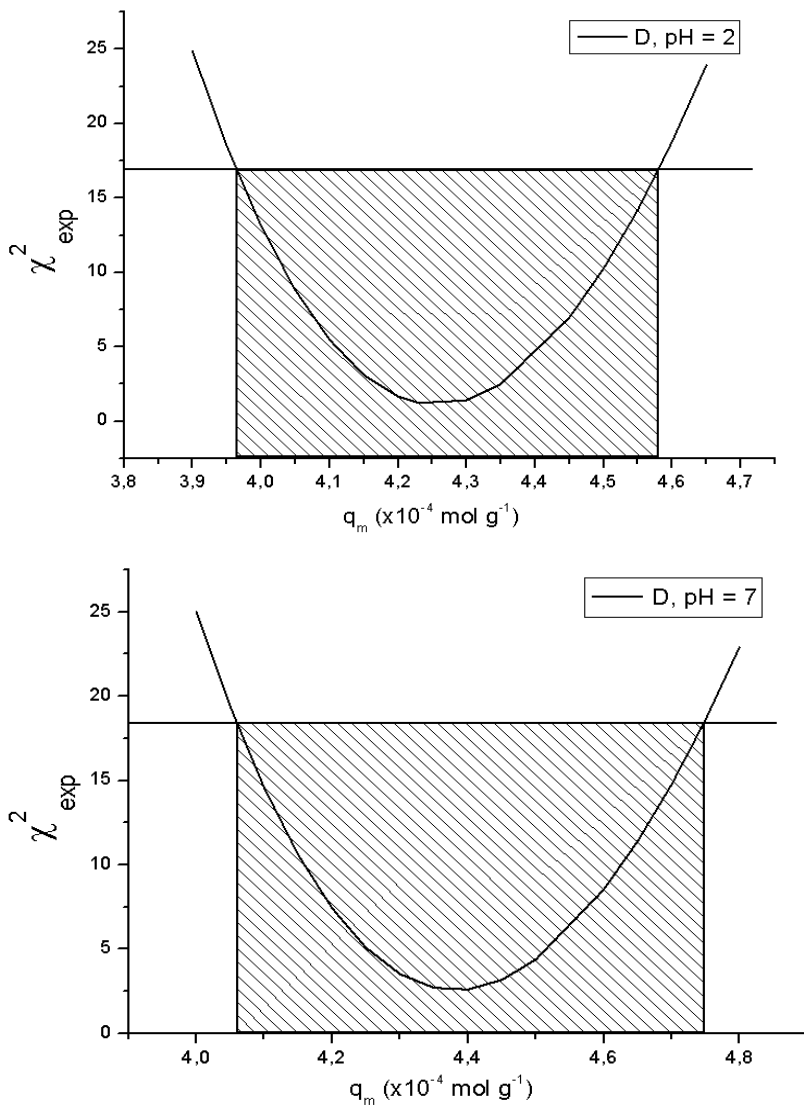 D, pH = 2
25
20
15
10
5
0
χ²exp
3,8 3,9 4,0 4,1 4,2 4,3 4,4 4,5 4,6 4,7
qm (x10⁻⁴ mol g⁻¹)
D, pH = 7
25
20
15
10
5
0
χ²exp
4,0 4,2 4,4 4,6 4,8
qm (x10⁻⁴ mol g⁻¹)